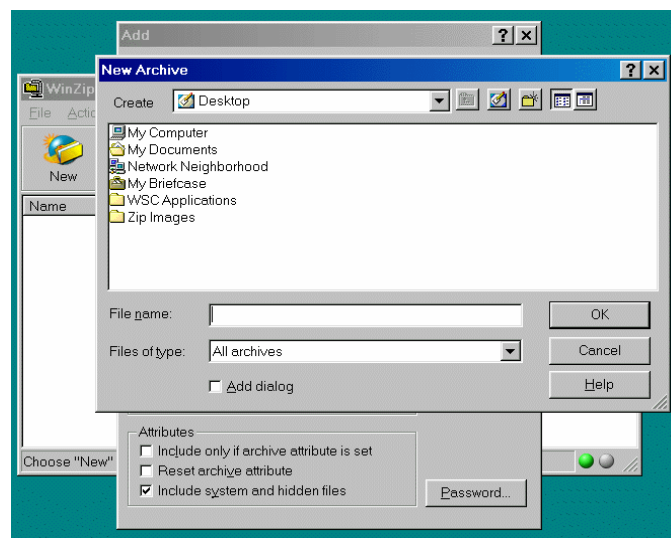 Add
New Archive
WinZip
File Actio
Create Desktop
New
Name
My Computer
My Documents
Network Neighborhood
My Briefcase
WSC Applications
Zip Images
File name:
OK
Files of type: All archives
Cancel
Add dialog
Help
Attributes
Include only if archive attribute is set
Choose "New"
Reset archive attribute
Include system and hidden files
Password...